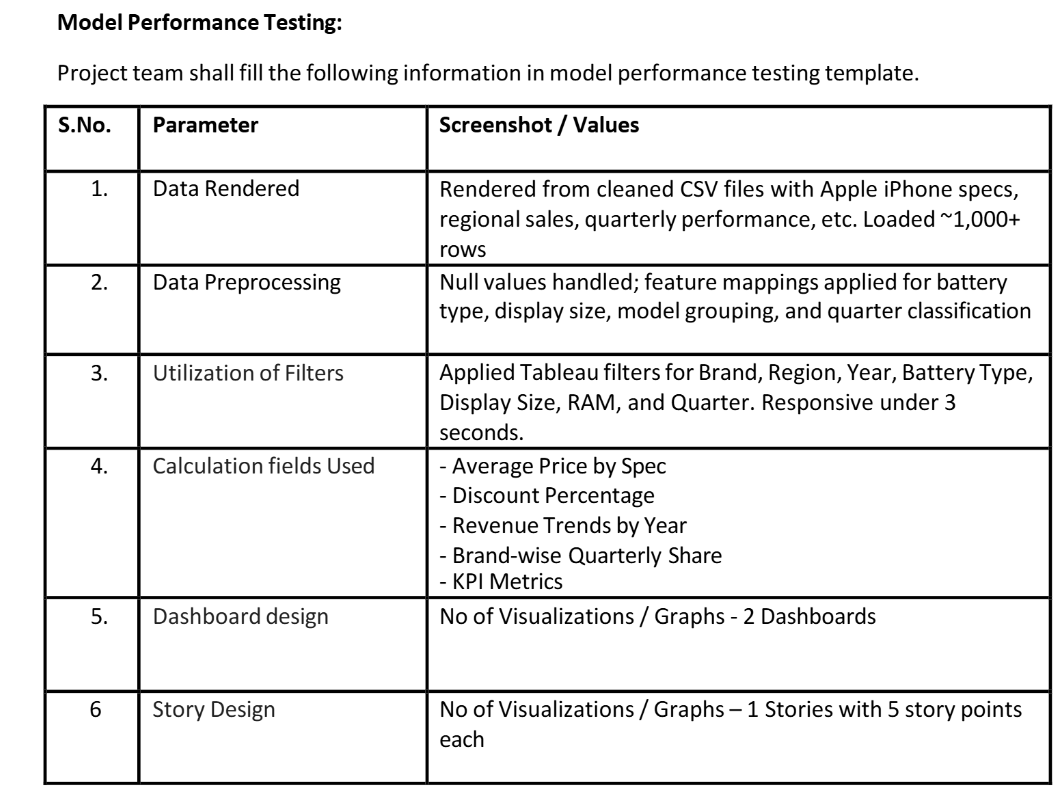 Model Performance Testing:
Project team shall fill the following information in model performance testing template.
S.No. Parameter Screenshot / Values
1. Data Rendered Rendered from cleaned CSV files with Apple iPhone specs,
regional sales, quarterly performance, etc. Loaded ~1,000+
rows
2. Data Preprocessing Null values handled; feature mappings applied for battery
type, display size, model grouping, and quarter classification
3. Utilization of Filters Applied Tableau filters for Brand, Region, Year, Battery Type,
Display Size, RAM, and Quarter. Responsive under 3
seconds.
4. Calculation fields Used - Average Price by Spec
- Discount Percentage
- Revenue Trends by Year
- Brand-wise Quarterly Share
- KPI Metrics
5. Dashboard design No of Visualizations / Graphs - 2 Dashboards
6 Story Design No of Visualizations / Graphs – 1 Stories with 5 story points
each